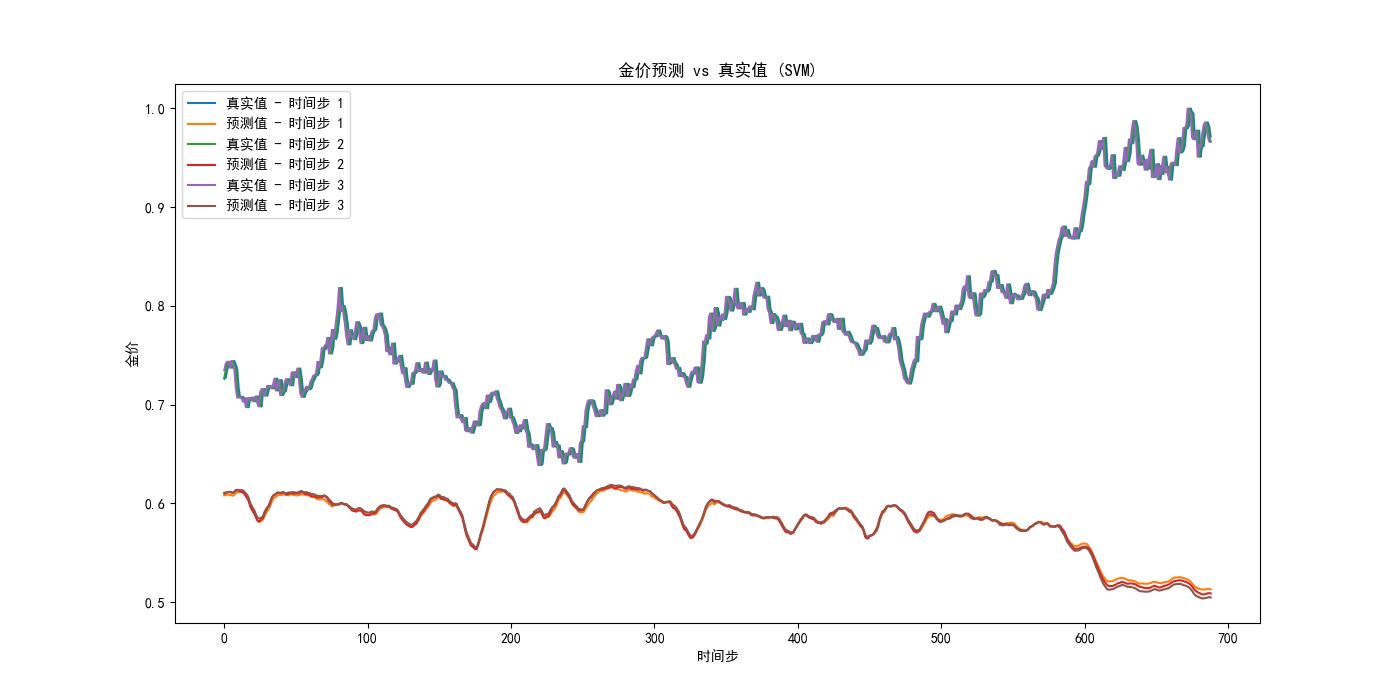 金价预测 vs 真实值 (SVM)
真实值 - 时间步 1
预测值 - 时间步 1
真实值 - 时间步 2
预测值 - 时间步 2
真实值 - 时间步 3
预测值 - 时间步 3
1.0
0.9
0.8
0.7
0.6
0.5
金价
0 100 200 300 400 500 600 700
时间步